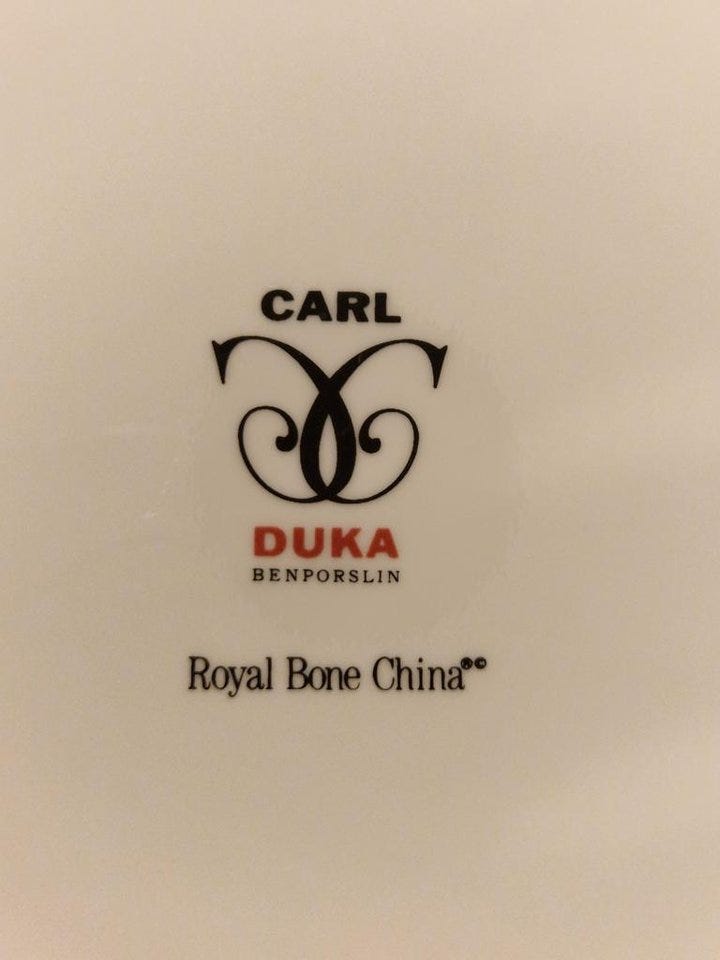 CARL
DUKA
BENPORSLIN
Royal Bone China®©